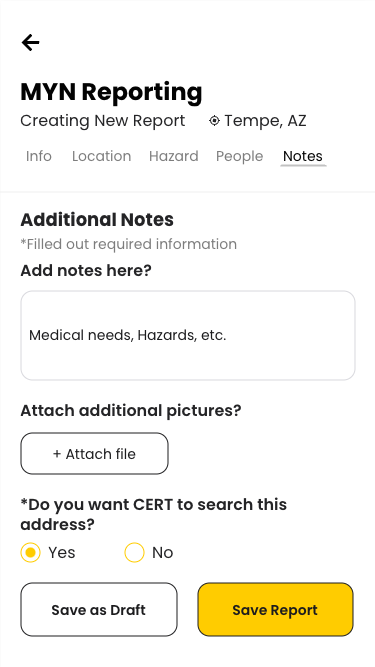 MYN Reporting
Creating New Report Tempe, AZ
Info Location Hazard People Notes
Additional Notes
*Filled out required information
Add notes here?
Medical needs, Hazards, etc.
Attach additional pictures?
+ Attach file
*Do you want CERT to search this
address?
Yes No
Save as Draft Save Report